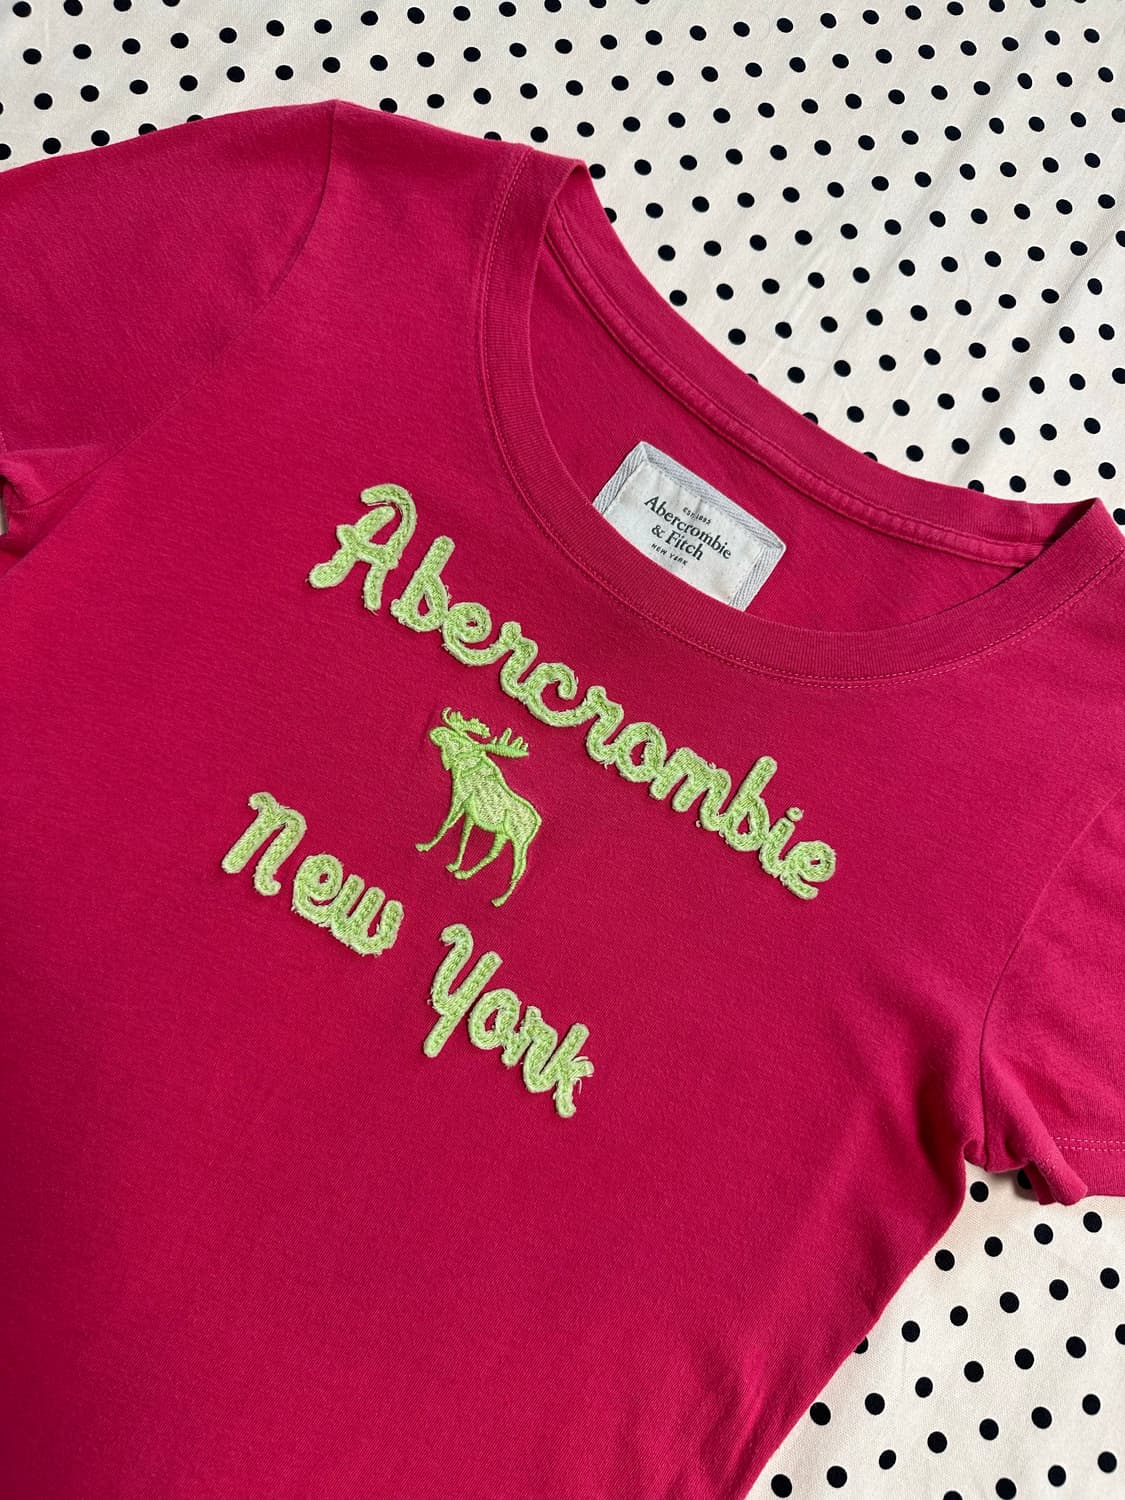 EST. 1892
Abercrombie
& Fitch
NEW YORK
Abercrombie
New York